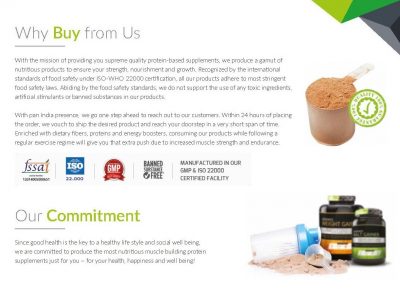 Why Buy from Us
With the mission of providing you supreme quality protein-based supplements, we produce a gamut of
nutritious products to ensure your strength, nourishment and growth. Recognized by the international
standards of food safety under ISO-WHO 22000 certification, all our products adhere to most stringent
food safety laws. Abiding by the food safety standards, we do not support the use of any toxic ingredients,
artificial stimulants or banned substances in our products.
With pan India presence, we go one step ahead to reach out to our customers. Within 24 hours of placing
the order, we vouch to ship the desired product and reach your doorstep in a very short span of time.
Enriched with dietary fibers, proteins and energy boosters, consuming our products while following a
regular exercise regime will give you that extra push due to increased muscle strength and endurance.
fssai
ISO
22,000
GMP
BANNED
SUBSTANCE
FREE
MANUFACTURED IN OUR
GMP & ISO 22000
CERTIFIED FACILITY
Our Commitment
Since good health is the key to a healthy life style and social well being,
we are committed to produce the most nutritious muscle building protein
supplements just for you – for your health, happiness and well being!
WEIGHT GAINER
GAINER